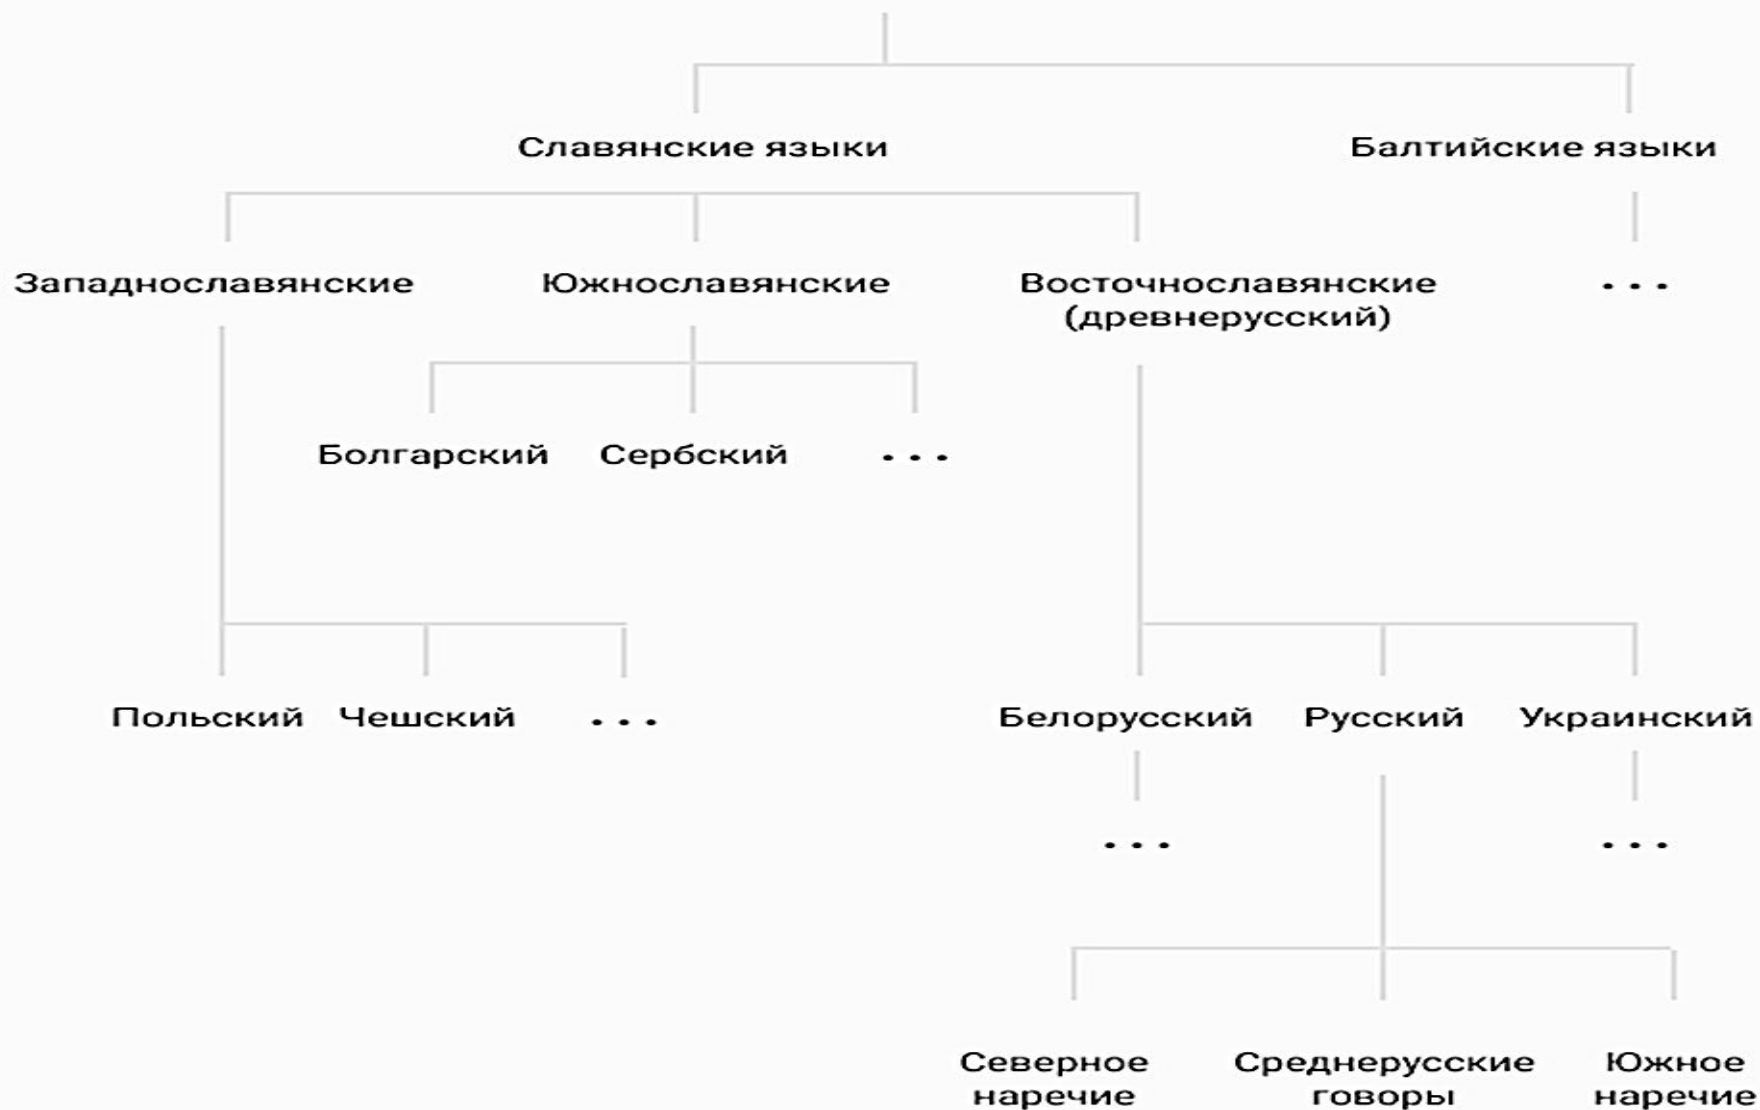 Славянские языки
Балтийские языки
Западнославянские
Южнославянские
Восточнославянские
(древнерусский)
...
Болгарский
Сербский
...
Польский
Чешский
...
Белорусский
Русский
Украинский
...
...
Северное
наречие
Среднерусские
говоры
Южное
наречие